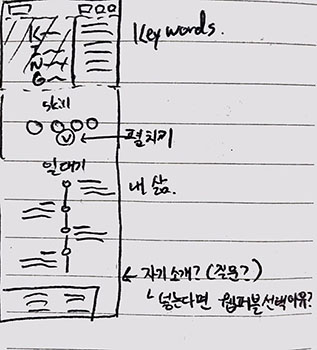 Key words.
K
I
N
G
skill
펼치기
일대기
내 삶.
자기소개? (질문?)
넣는다면 웹퍼블선택이유?